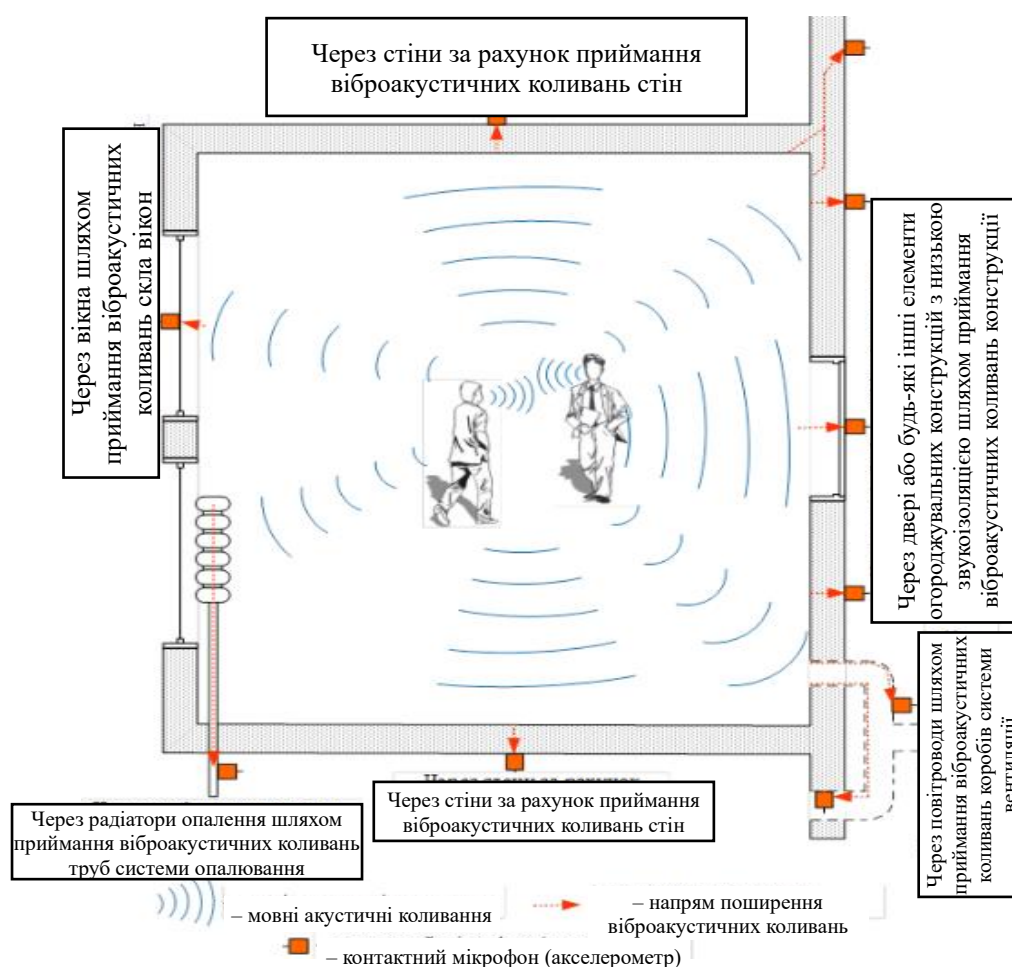 Через стіни за рахунок приймання
віброакустичних коливань стін
Через вікна шляхом
приймання віброакустичних
коливань скла вікон
Через двері або будь-які інші елементи
огороджувальних конструкцій з низькою
звукоізоляцією шляхом приймання
віброакустичних коливань конструкції
Через повітряводи шляхом
приймання віброакустичних
коливань коробів системи
вентиляції
Через стіни за рахунок приймання
віброакустичних коливань стін
Через радіатори опалення шляхом
приймання віброакустичних коливань
труб системи опалювання
– мовні акустичні коливання
– напрям поширення
віброакустичних коливань
– контактний мікрофон (акселерометр)